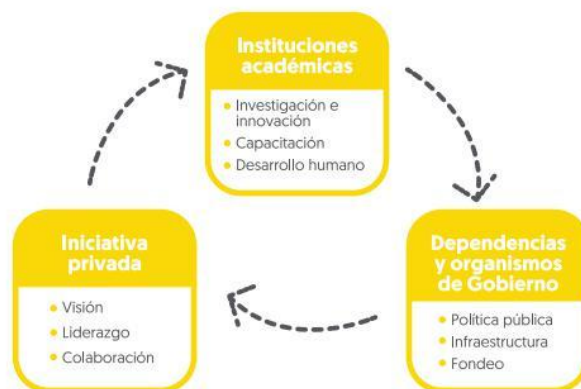 Instituciones
académicas
Investigación e
innovación
Capacitación
Desarrollo humano
Iniciativa
privada
Visión
Liderazgo
Colaboración
Dependencias
y organismos
de Gobierno
Política pública
Infraestructura
Fondeo